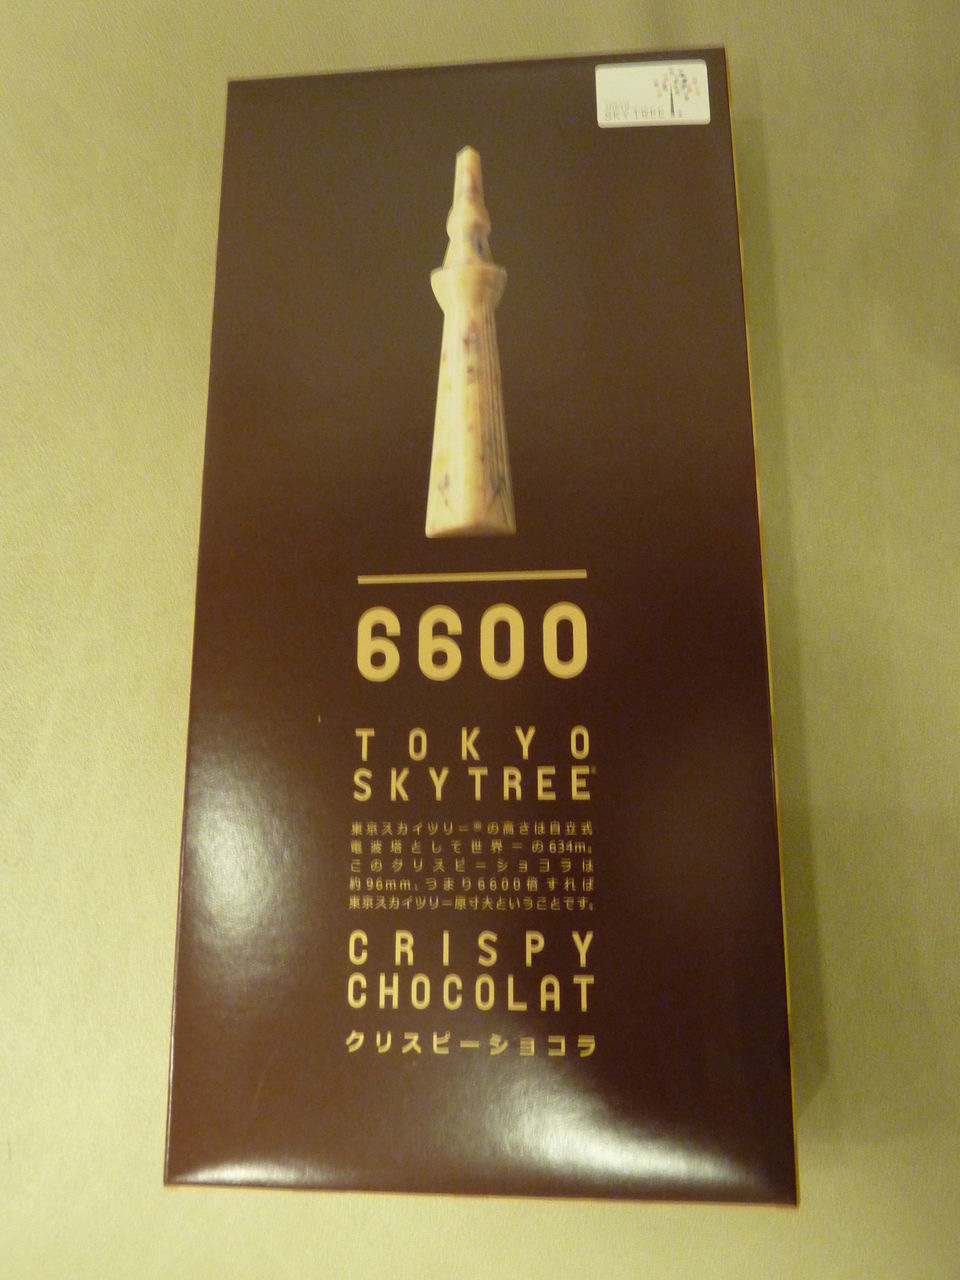 SKYTREE
6600
TOKYO
SKYTREE®
東京スカイツリー®の高さは自立式
電波塔として世界一の634m。
このクリスピーショコラは
約96mm。つまり6600倍すれば
東京スカイツリー原寸大ということです。
CRISPY
CHOCOLAT
クリスピーショコラ